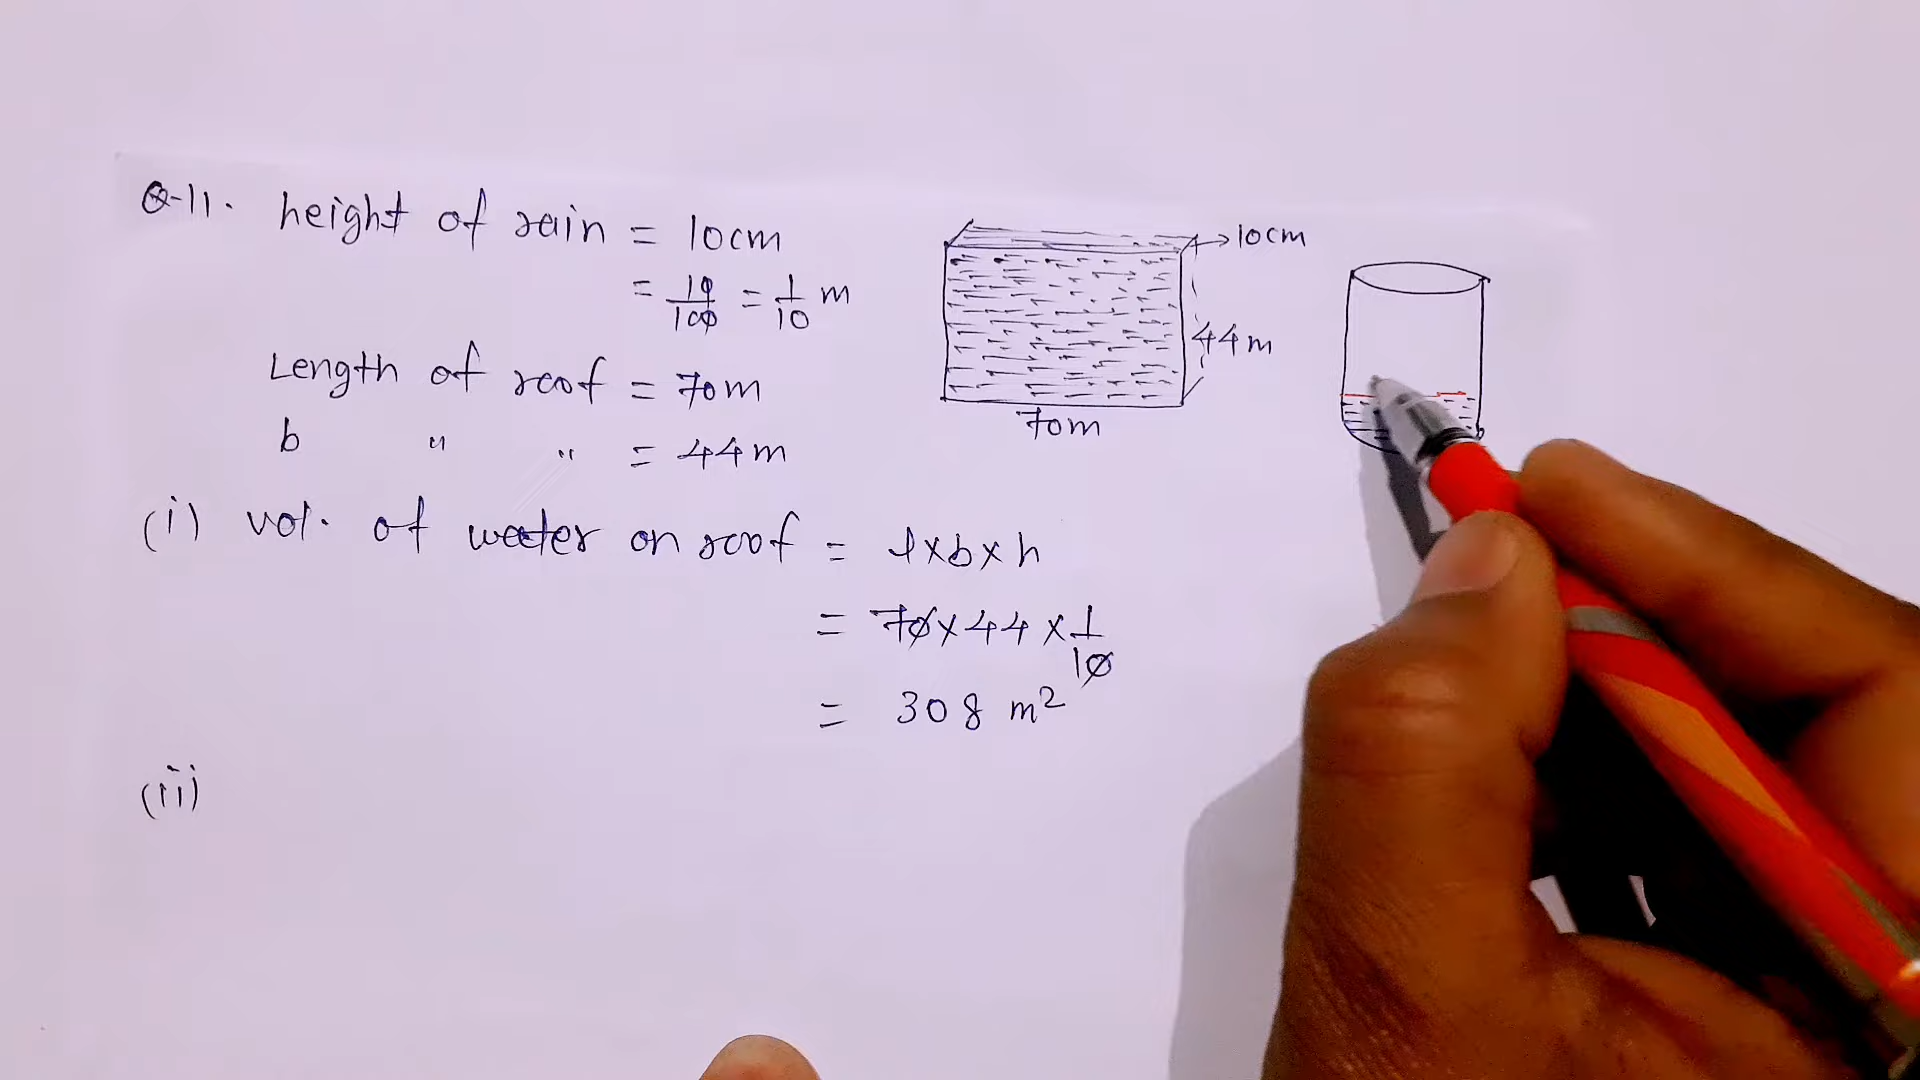 Q-11. height of rain = 10cm
= 10/100 = 1/10 m
Length of roof = 70m
b " " = 44m
(i) vol. of water on roof = l×b×h
= 70×44×1/10
= 308 m²
(ii)
10cm
44m
70m